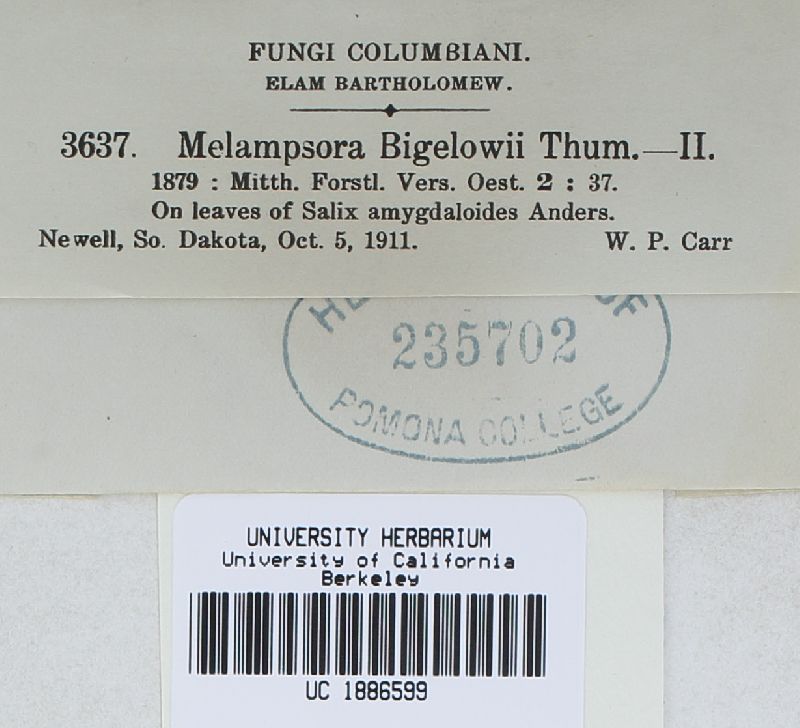 FUNGI COLUMBIANI.
ELAM BARTHOLOMEW.
3637. Melampsora Bigelowii Thum.—II.
1879 : Mitth. Forstl. Vers. Oest. 2 : 37.
On leaves of Salix amygdaloides Anders.
Newell, So. Dakota, Oct. 5, 1911. W. P. Carr
235702
POMONA COLLEGE
UNIVERSITY HERBARIUM
University of California
Berkeley
UC 1886599